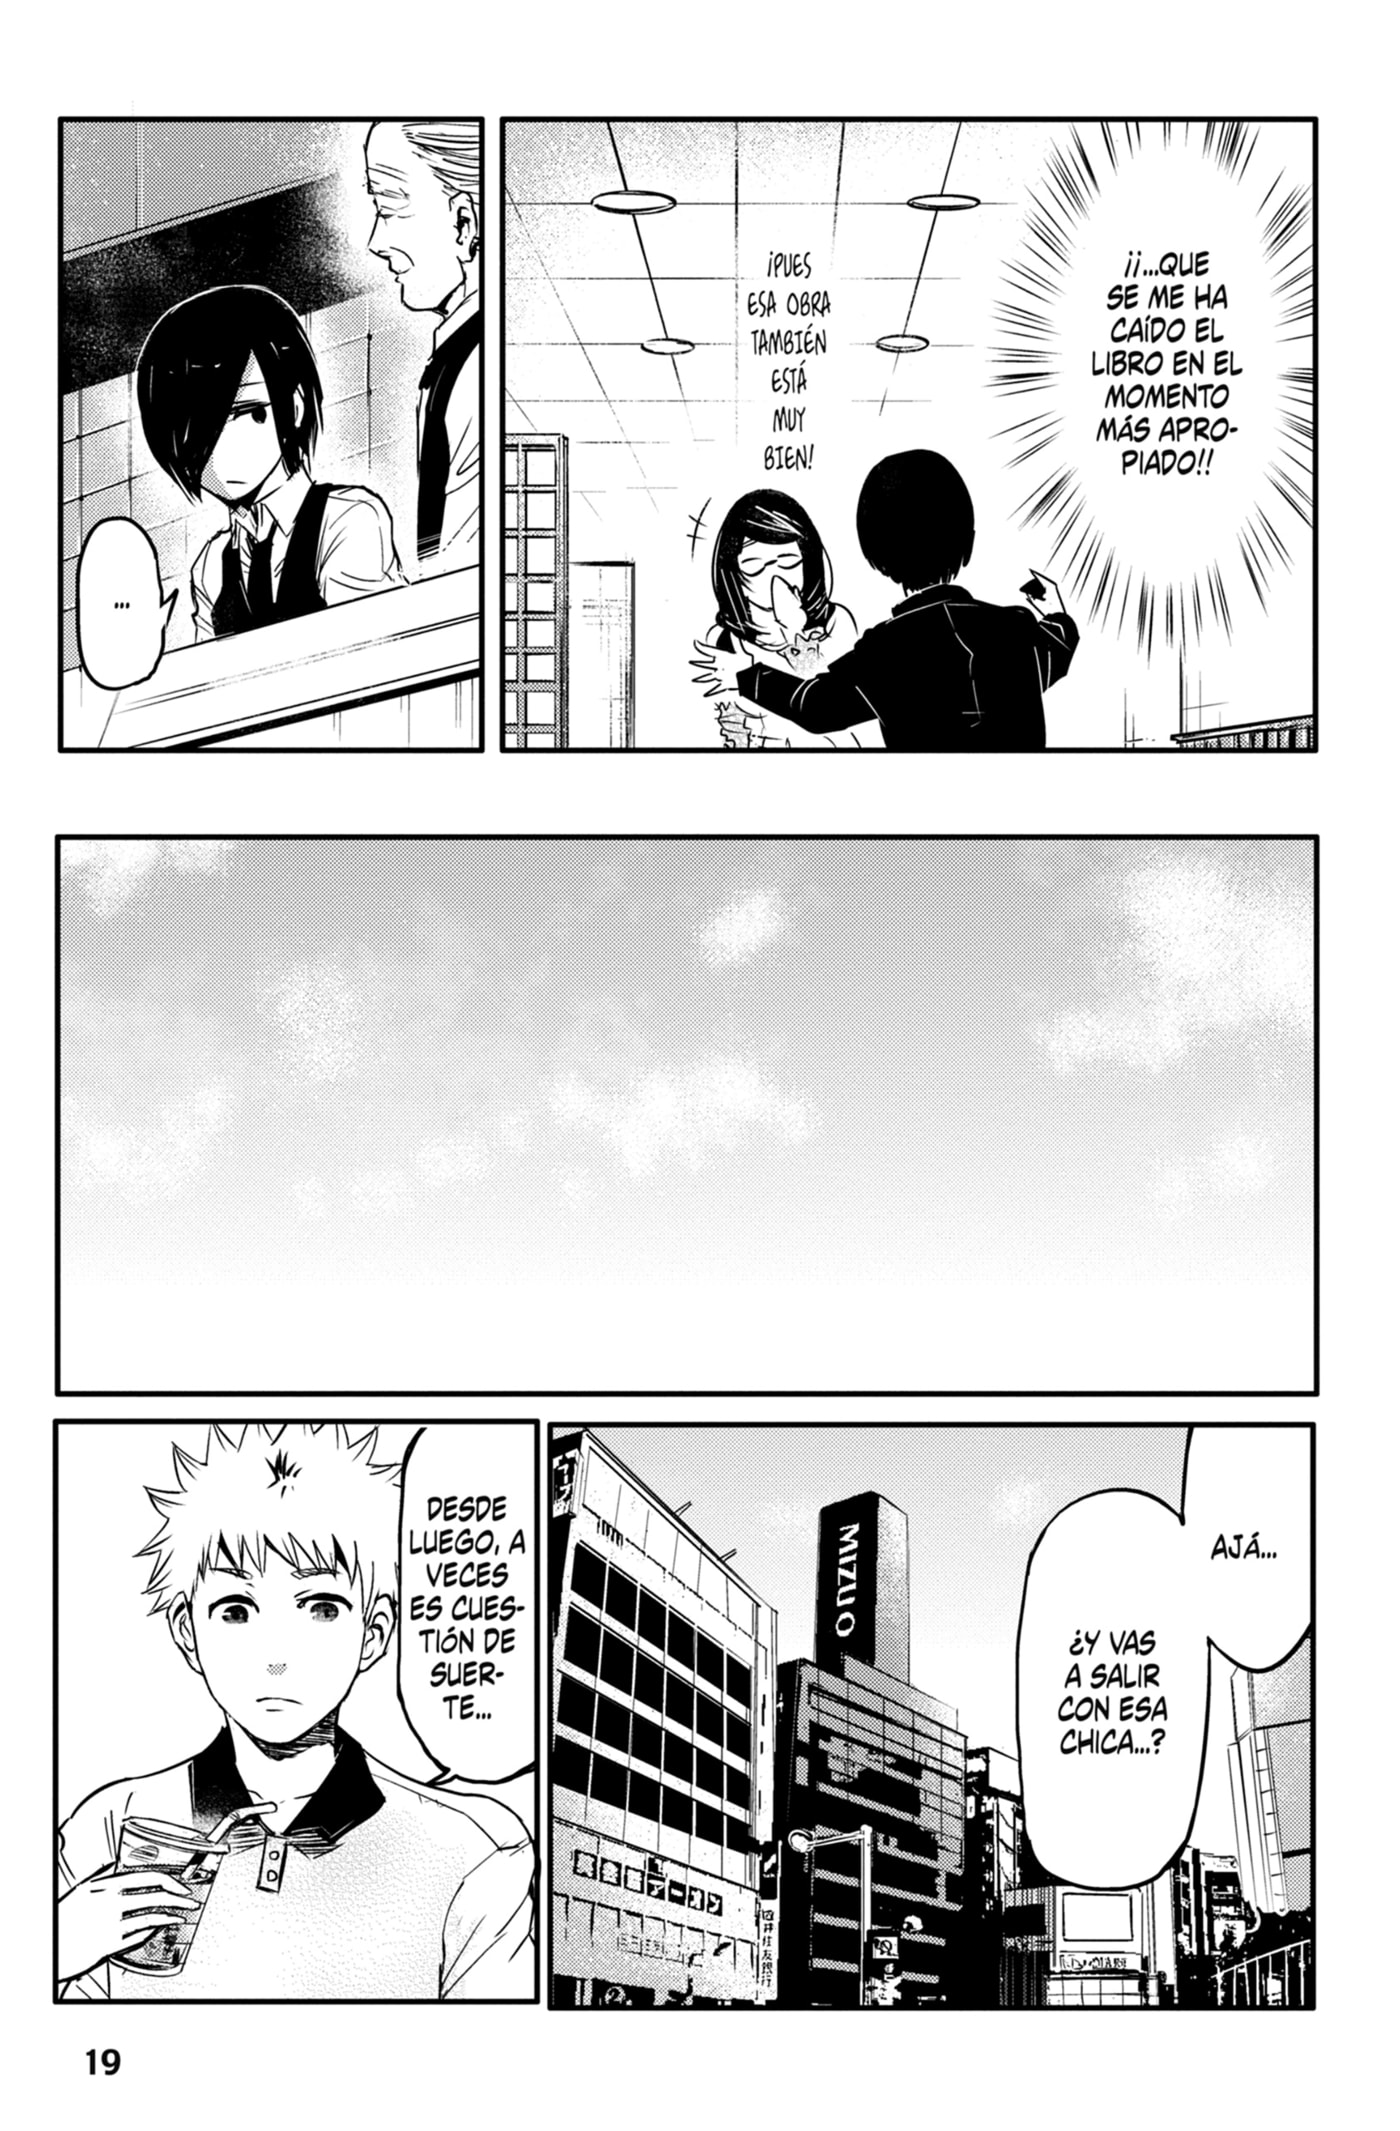 ¡¡...QUE
SE ME HA
CAÍDO EL
LIBRO EN EL
MOMENTO
MÁS APRO-
PIADO!!
¡PUES
ESA OBRA
TAMBIÉN
ESTÁ
MUY
BIEN!
...
AJÁ...
¿Y VAS
A SALIR
CON ESA
CHICA...?
MIZUO
DESDE
LUEGO, A
VECES
ES CUES-
TIÓN DE
SUER-
TE...
19